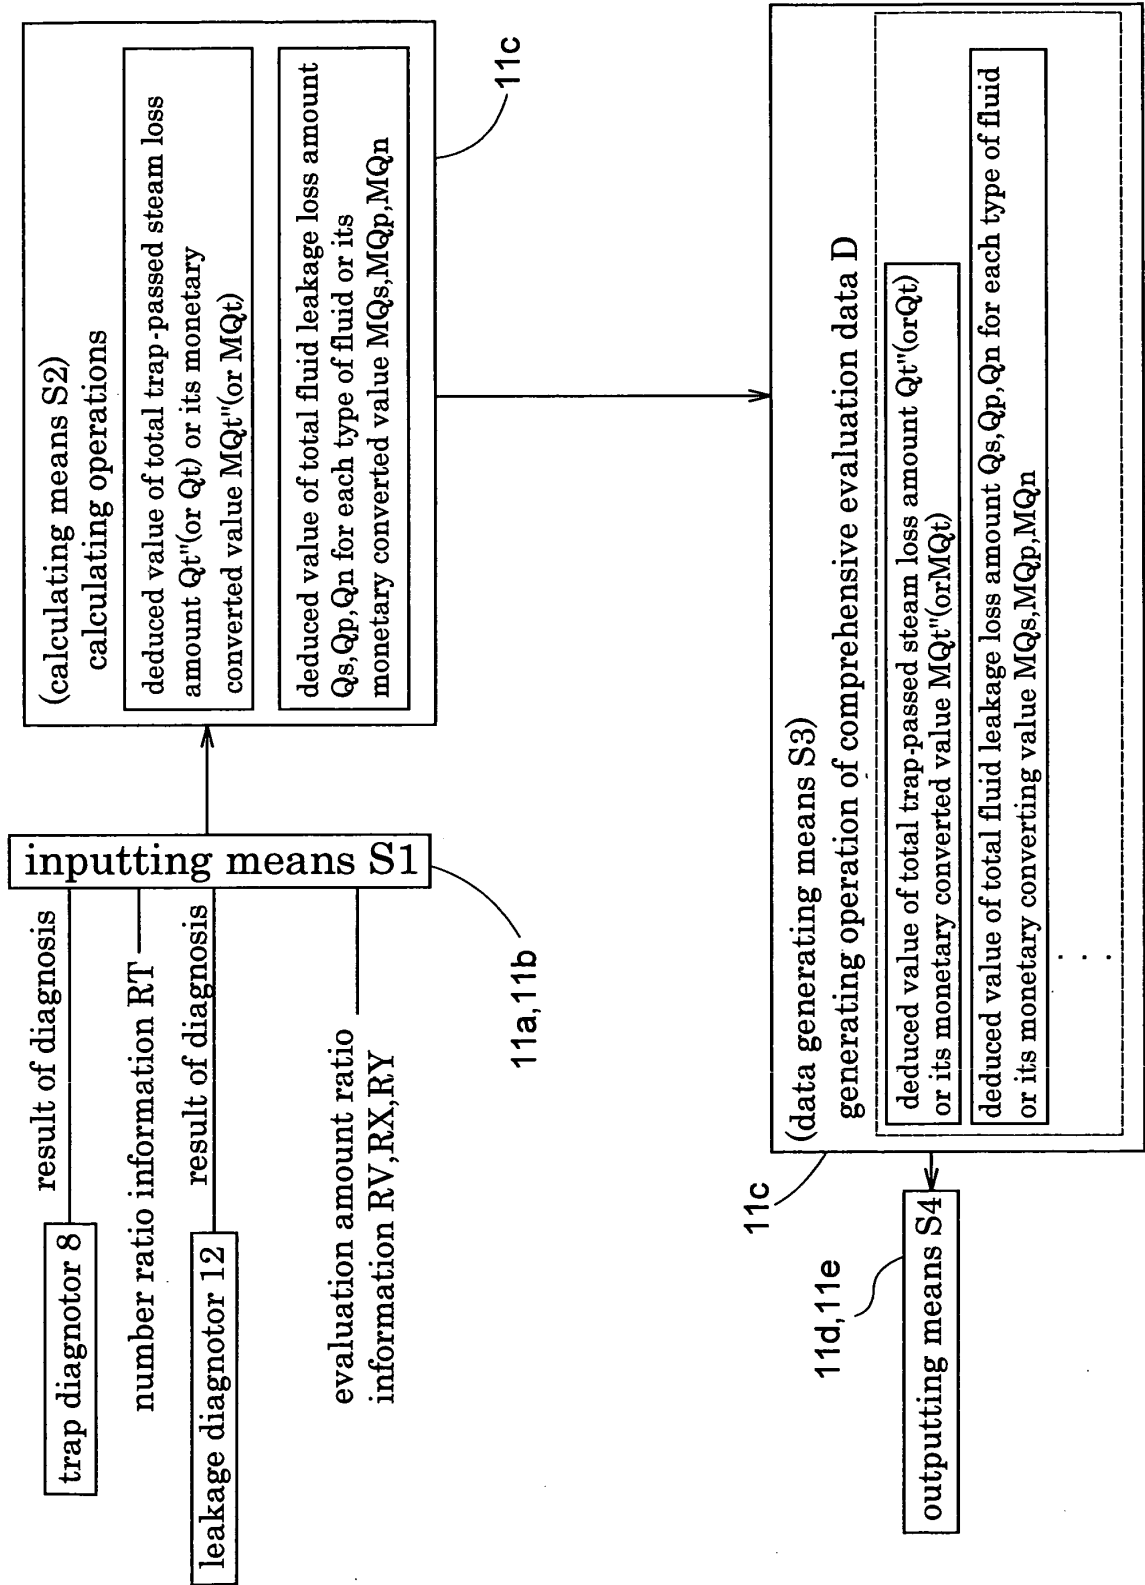 trap diagnotor 8
result of diagnosis
number ratio information RT
leakage diagnotor 12
result of diagnosis
evaluation amount ratio
information RV,RX,RY
inputting means S1
11a,11b
(calculating means S2)
calculating operations
deduced value of total trap-passed steam loss
amount Qt"(or Qt) or its monetary
converted value MQt"(or MQt)
deduced value of total fluid leakage loss amount
Qs,Qp,Qn for each type of fluid or its
monetary converted value MQs,MQp,MQn
11c
(data generating means S3)
generating operation of comprehensive evaluation data D
deduced value of total trap-passed steam loss amount Qt"(orQt)
or its monetary converted value MQt"(orMQt)
deduced value of total fluid leakage loss amount Qs,Qp,Qn for each type of fluid
or its monetary converting value MQs,MQp,MQn
. . .
11c
outputting means S4
11d,11e